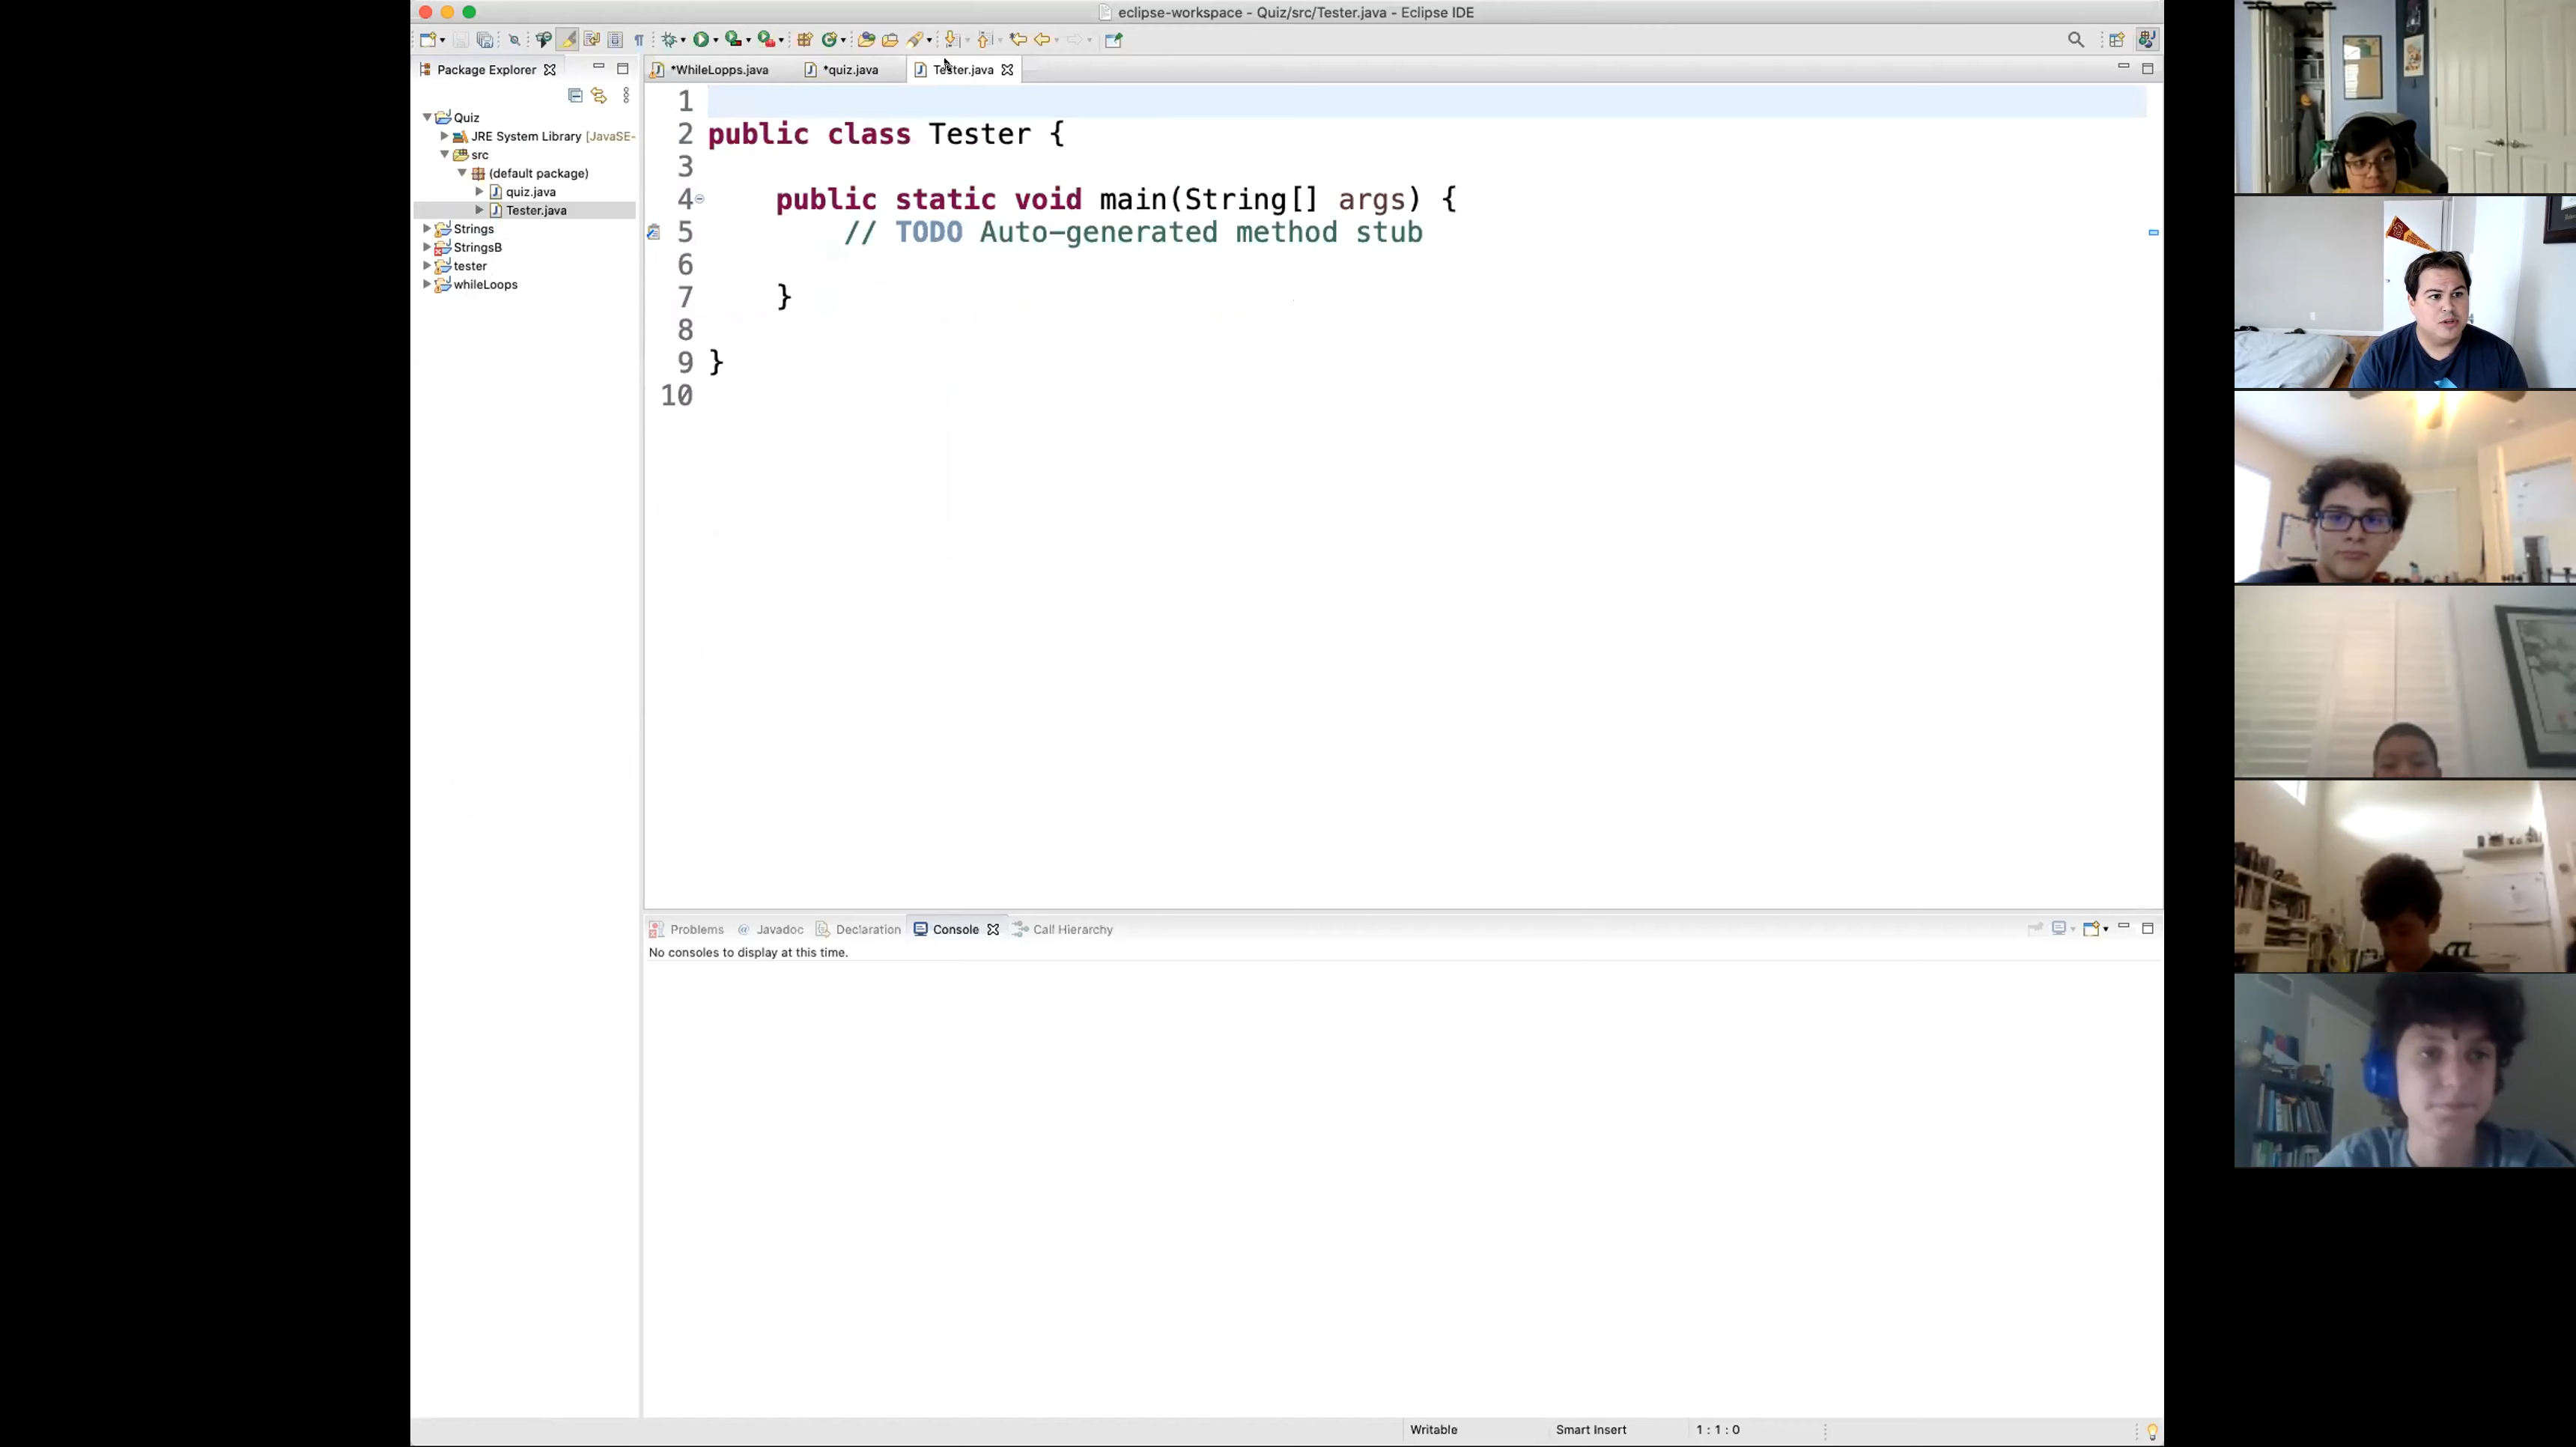 eclipse-workspace - Quiz/src/Tester.java - Eclipse IDE
Package Explorer
*WhileLopps.java
*quiz.java
Tester.java
Quiz
JRE System Library [JavaSE-
src
(default package)
quiz.java
Tester.java
Strings
StringsB
tester
whileLoops
1
2 public class Tester {
3
4 public static void main(String[] args) {
5 // TODO Auto-generated method stub
6
7 }
8
9 }
10
Problems @ Javadoc Declaration Console Call Hierarchy
No consoles to display at this time.
Writable Smart Insert 1 : 1 : 0